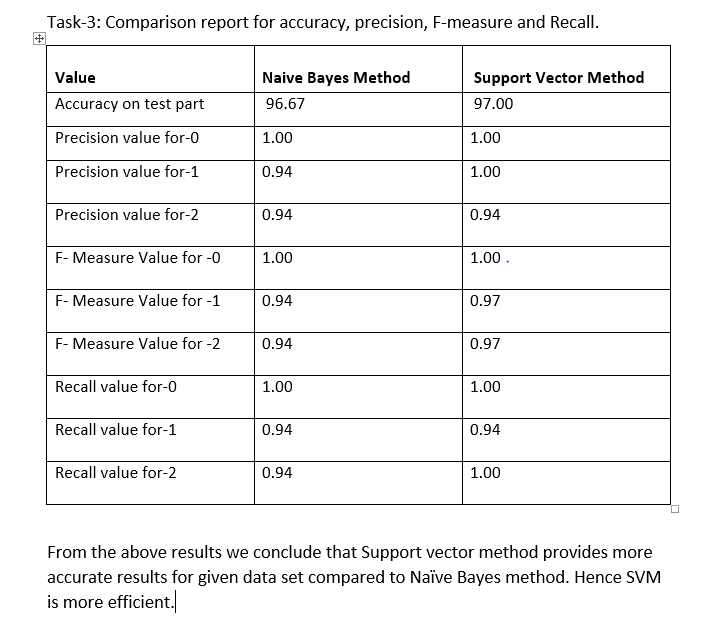 Task-3: Comparison report for accuracy, precision, F-measure and Recall.
Value Naive Bayes Method Support Vector Method
Accuracy on test part 96.67 97.00
Precision value for-0 1.00 1.00
Precision value for-1 0.94 1.00
Precision value for-2 0.94 0.94
F- Measure Value for -0 1.00 1.00 .
F- Measure Value for -1 0.94 0.97
F- Measure Value for -2 0.94 0.97
Recall value for-0 1.00 1.00
Recall value for-1 0.94 0.94
Recall value for-2 0.94 1.00
From the above results we conclude that Support vector method provides more
accurate results for given data set compared to Naïve Bayes method. Hence SVM
is more efficient.